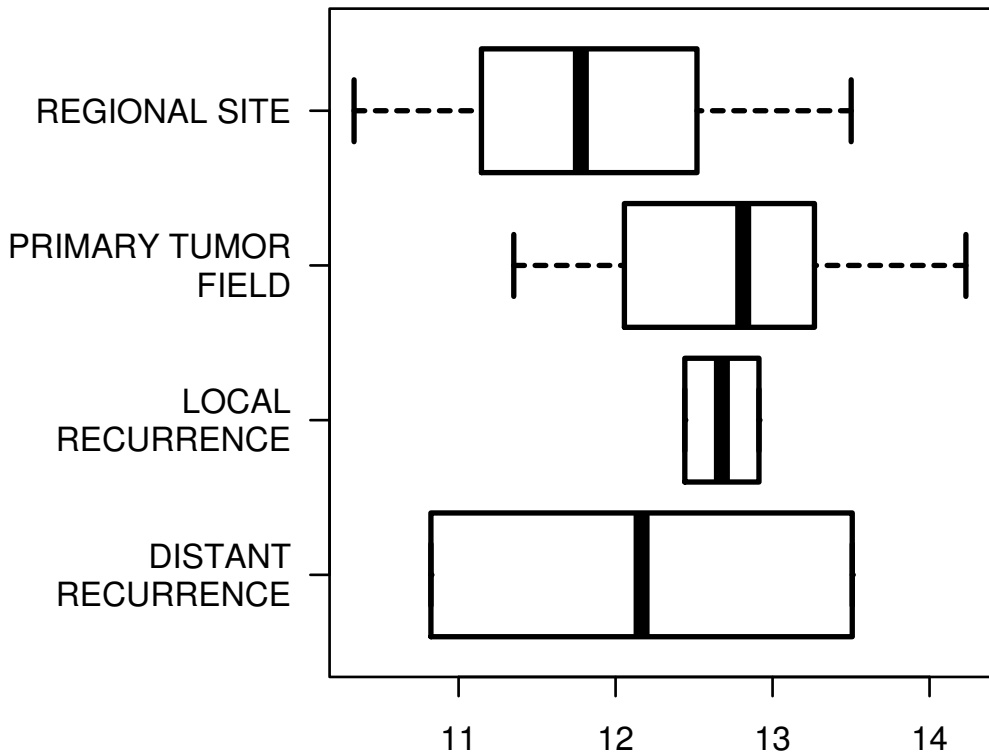 REGIONAL SITE
PRIMARY TUMOR
FIELD
LOCAL
RECURRENCE
DISTANT
RECURRENCE
11 12 13 14